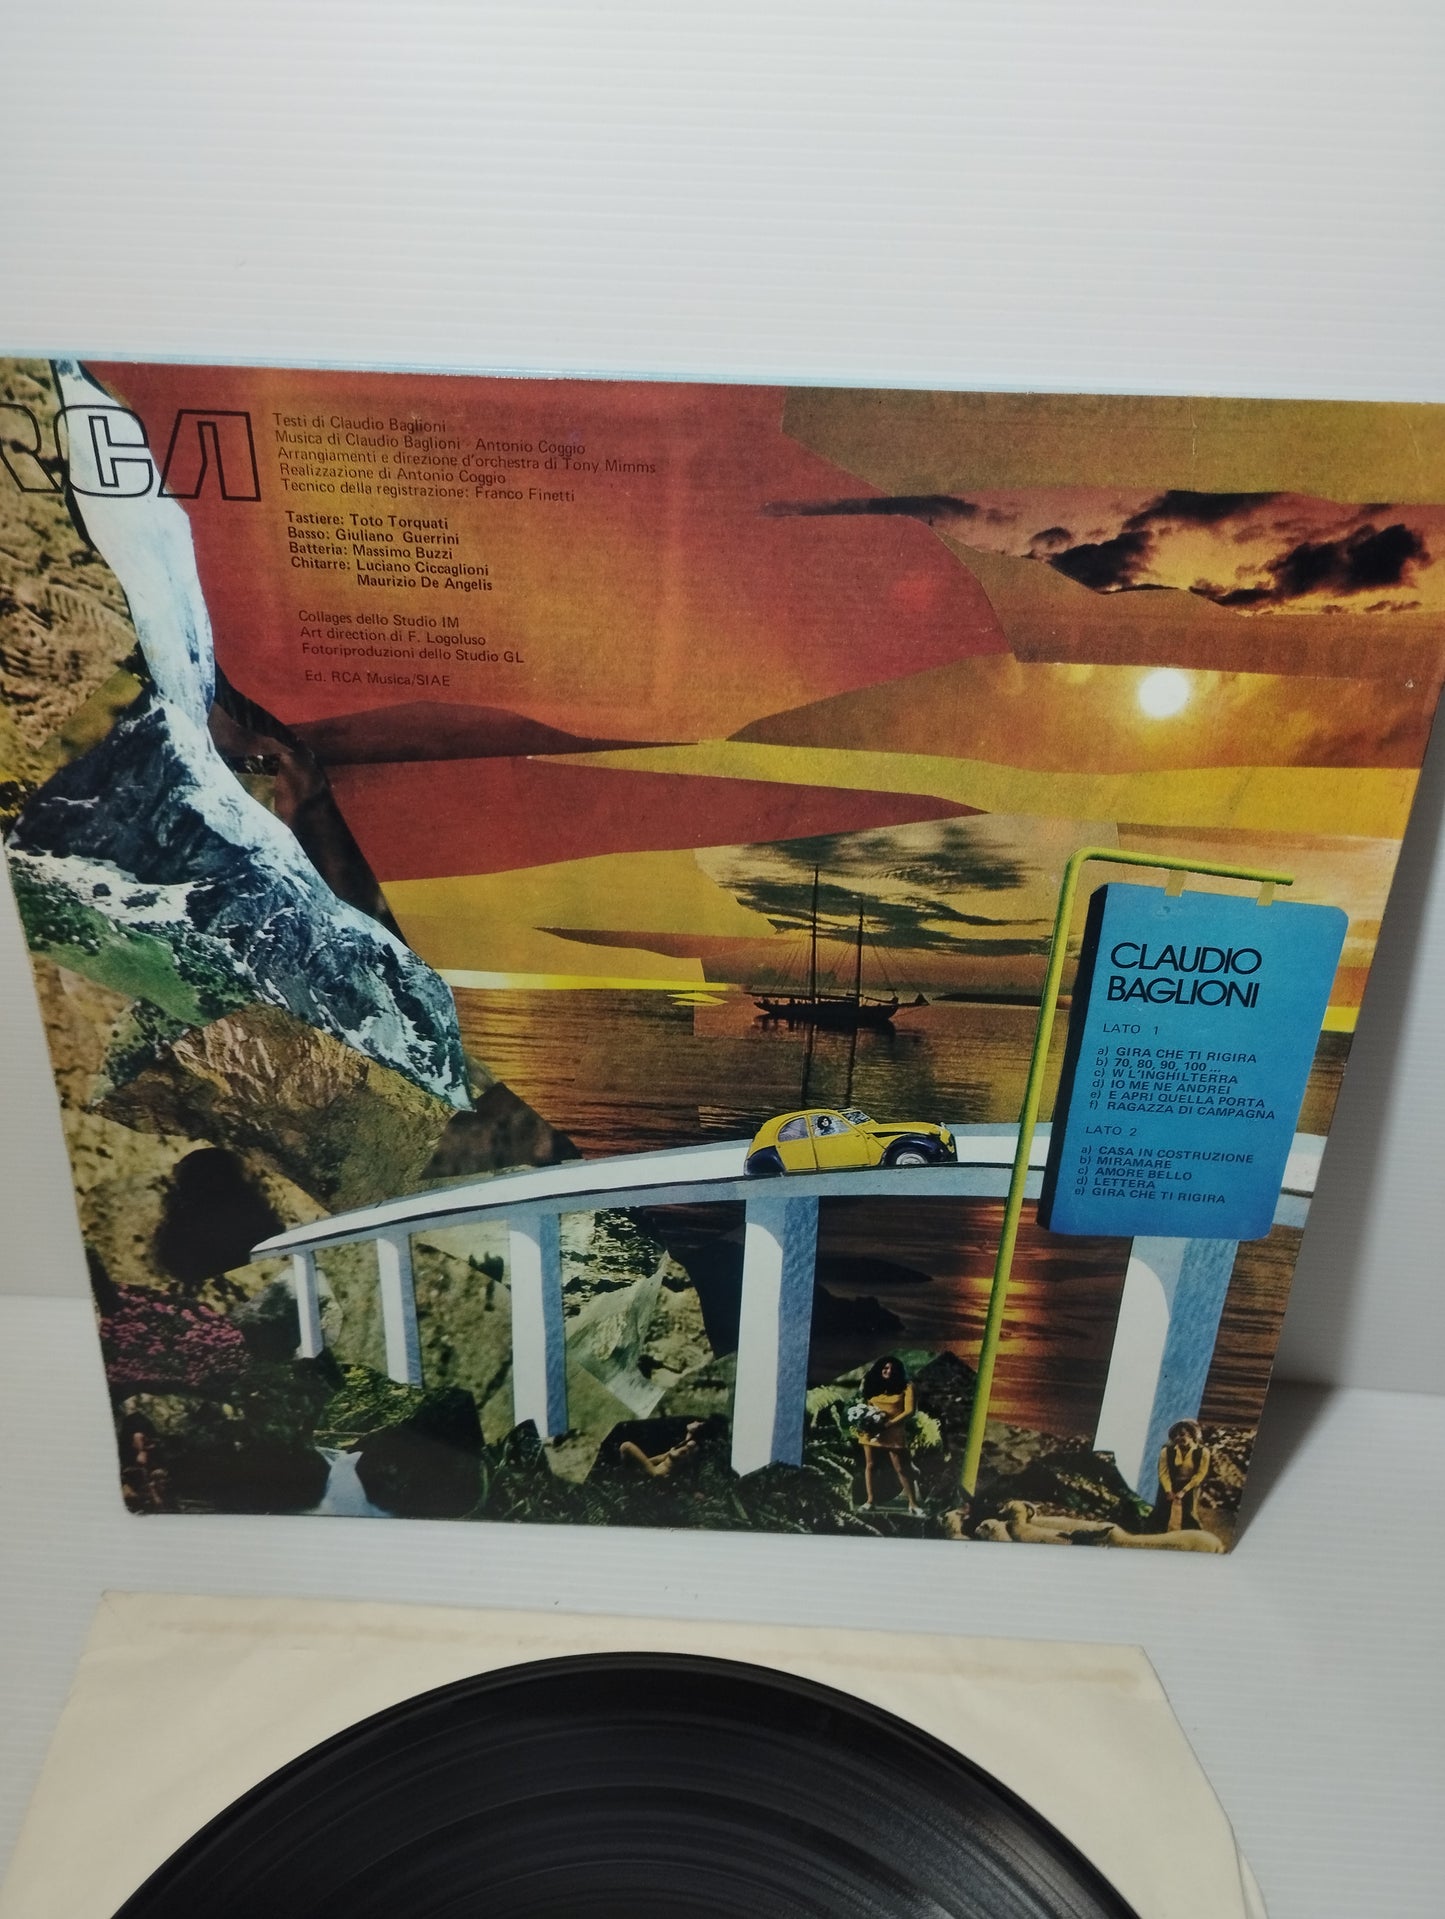 RCA
Testi di Claudio Baglioni
Musica di Claudio Baglioni - Antonio Coggio
Arrangiamenti e direzione d'orchestra di Tony Mimms
Realizzazione di Antonio Coggio
Tecnico della registrazione: Franco Finetti
Tastiere: Toto Torquati
Basso: Giuliano Guerrini
Batteria: Massimo Buzzi
Chitarre: Luciano Ciccaglioni
Maurizio De Angelis
Collages dello Studio IM
Art direction di F. Logoluso
Fotoriproduzioni dello Studio GL
Ed. RCA Musica/SIAE
CLAUDIO
BAGLIONI
LATO 1
a) GIRA CHE TI RIGIRA
b) 70, 80, 90, 100 ...
c) W L'INGHILTERRA
d) IO ME NE ANDREI
e) E APRI QUELLA PORTA
f) RAGAZZA DI CAMPAGNA
LATO 2
a) CASA IN COSTRUZIONE
b) MIRAMARE
c) AMORE BELLO
d) LETTERA
e) GIRA CHE TI RIGIRA